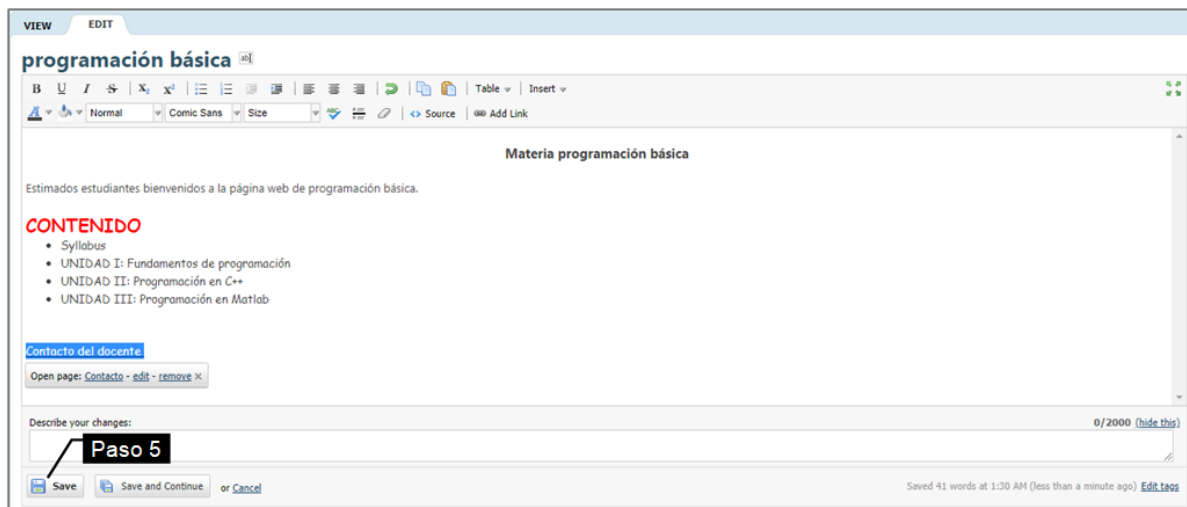 VIEW EDIT
programación básica
B U I S X₂ X² Table Insert
A Normal Comic Sans Size ABC Source Add Link
Materia programación básica
Estimados estudiantes bienvenidos a la página web de programación básica.
CONTENIDO
• Syllabus
• UNIDAD I: Fundamentos de programación
• UNIDAD II: Programación en C++
• UNIDAD III: Programación en Matlab
Contacto del docente
Open page: Contacto - edit - remove ×
Describe your changes: 0/2000 (hide this)
Paso 5
Save Save and Continue or Cancel Saved 41 words at 1:30 AM (less than a minute ago) Edit tags